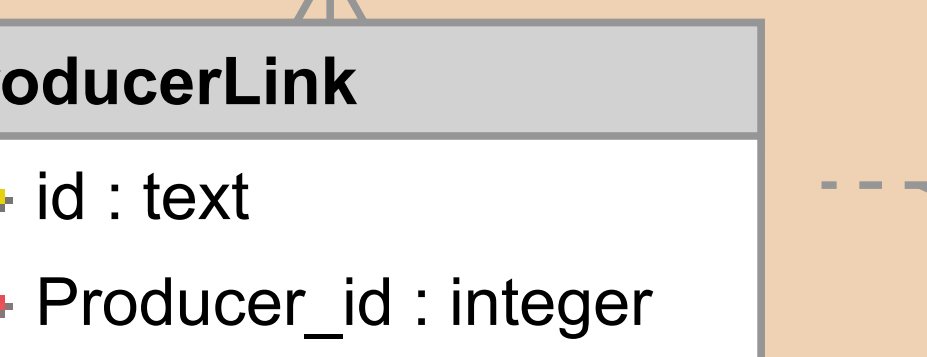 oducerLink
id : text
Producer_id : integer